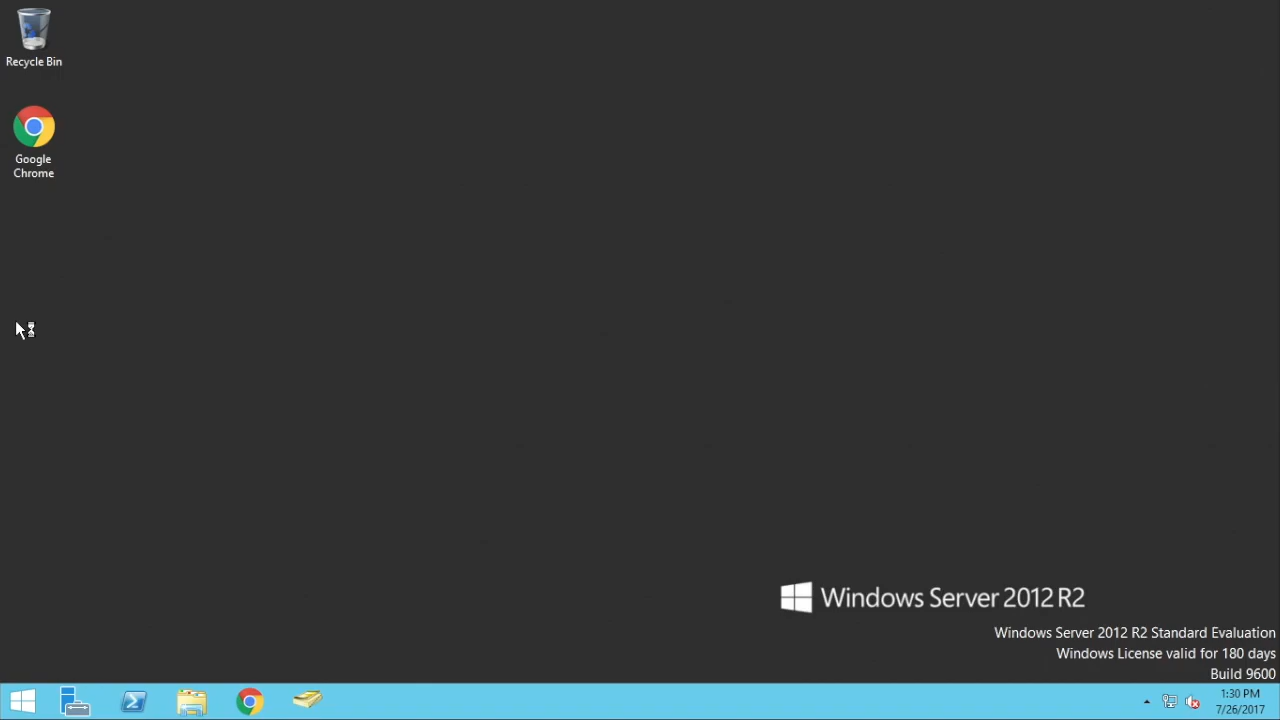 Recycle Bin
Google
Chrome
Windows Server 2012 R2
Windows Server 2012 R2 Standard Evaluation
Windows License valid for 180 days
Build 9600
1:30 PM
7/26/2017